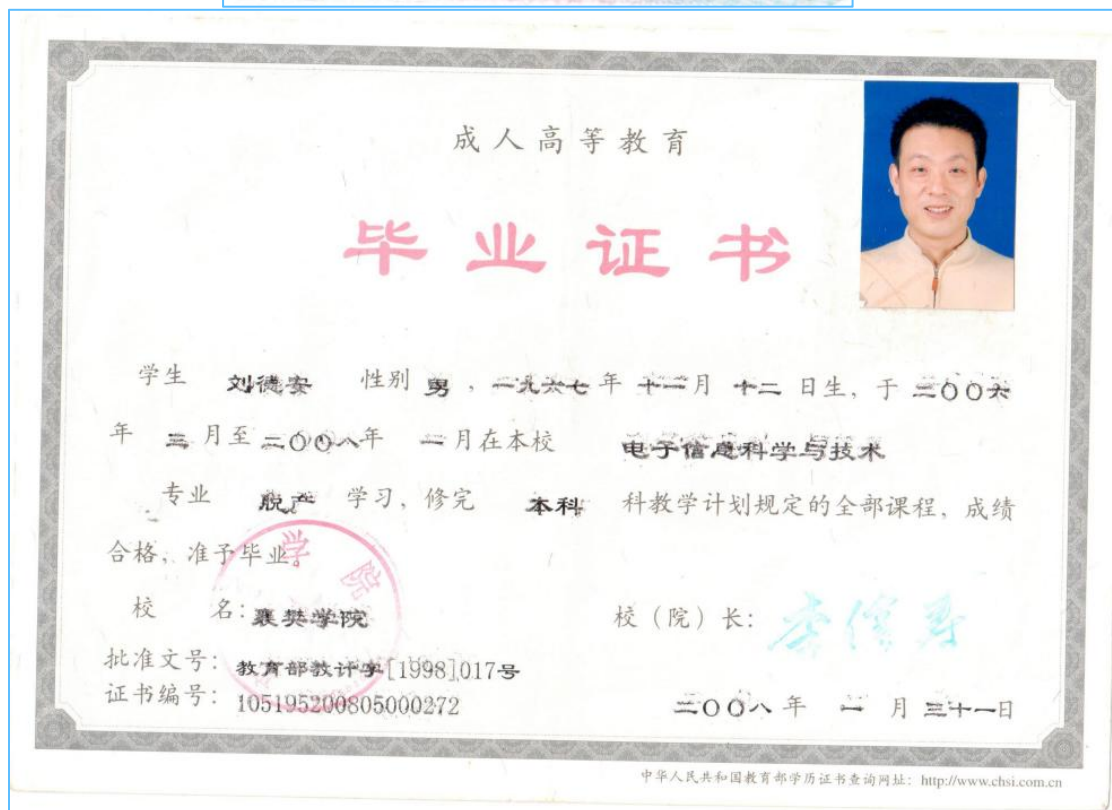 成人高等教育
毕业证书
学生 刘德安 性别 男，一九六七年 十一月 十二 日生，于 二〇〇六
年 三 月至 二〇〇八年 一月在本校 电子信息科学与技术
专业 脱产 学习，修完 本科 科教学计划规定的全部课程，成绩
合格，准予毕业。
学院
校 名：襄樊学院 校（院）长：
批准文号：教育部教计字[1998]017号
证书编号：105195200805000272
二〇〇八年 一 月 三十一日
中华人民共和国教育部学历证书查询网址：http://www.chsi.com.cn